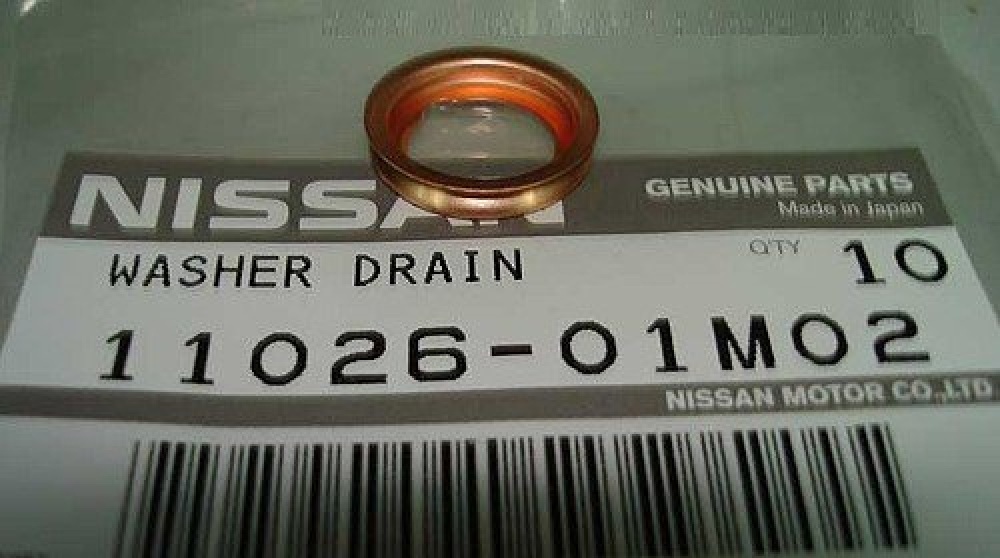 NISSAN
GENUINE PARTS
Made in Japan
WASHER DRAIN
QTY 10
11026-01M02
NISSAN MOTOR CO.,LTD